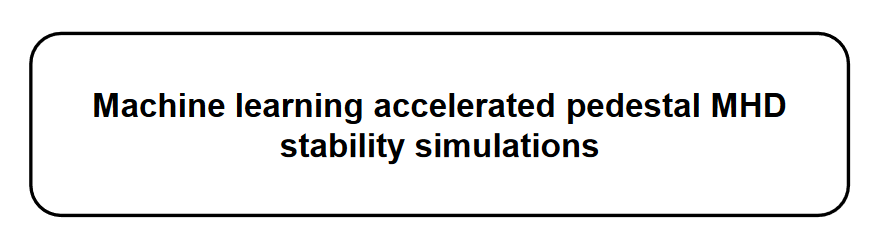 Machine learning accelerated pedestal MHD
stability simulations